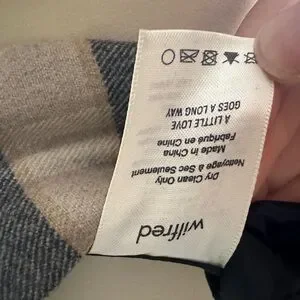 wilfred
Dry Clean Only
Nettoyage à Sec Seulement
Made in China
Fabriqué en Chine
A LITTLE LOVE
GOES A LONG WAY